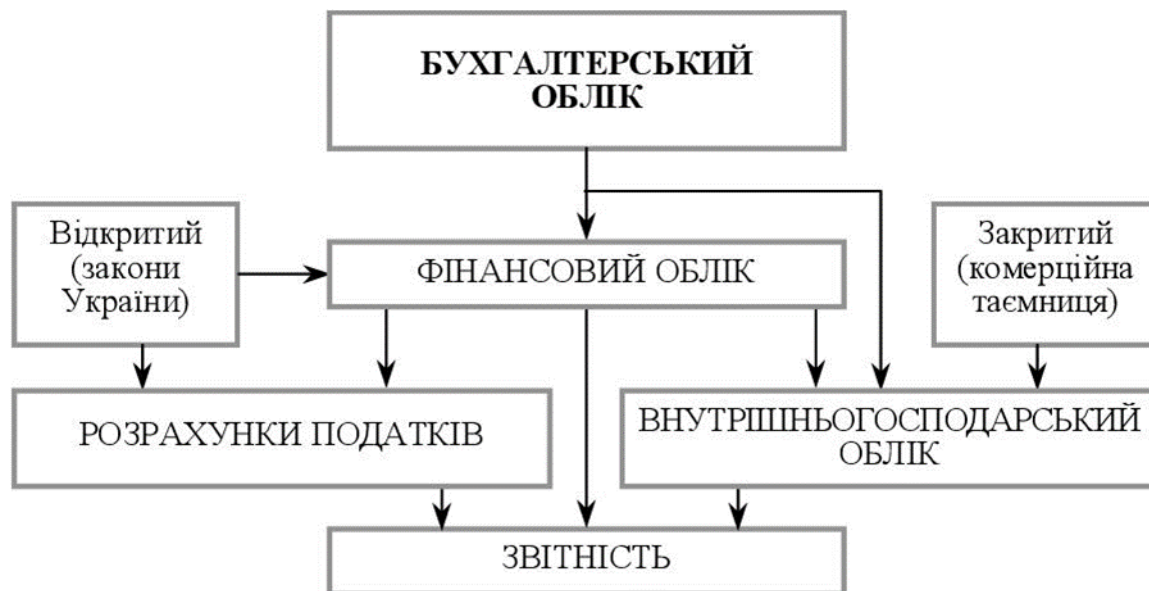 БУХГАЛТЕРСЬКИЙ
ОБЛІК
Відкритий
(закони
України)
ФІНАНСОВИЙ ОБЛІК
Закритий
(комерційна
таємниця)
РОЗРАХУНКИ ПОДАТКІВ
ВНУТРІШНЬОГОСПОДАРСЬКИЙ
ОБЛІК
ЗВІТНІСТЬ